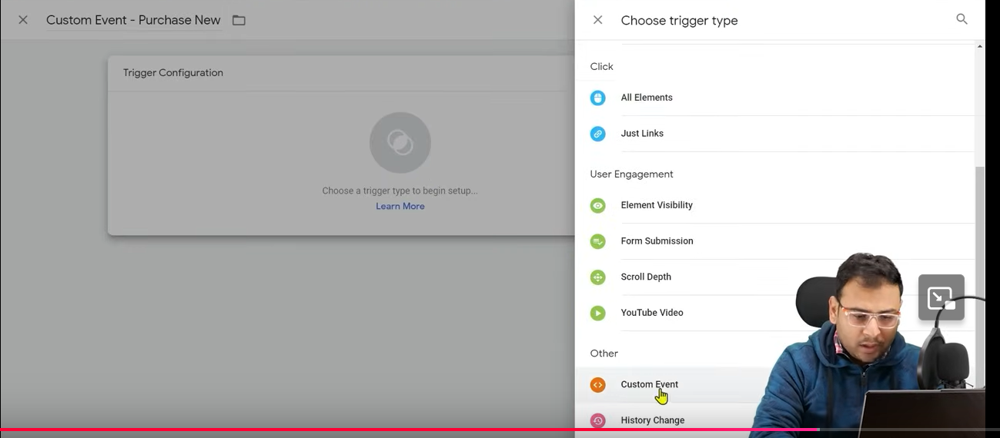 Custom Event - Purchase New
Choose trigger type
Trigger Configuration
Choose a trigger type to begin setup...
Learn More
Click
All Elements
Just Links
User Engagement
Element Visibility
Form Submission
Scroll Depth
YouTube Video
Other
Custom Event
History Change